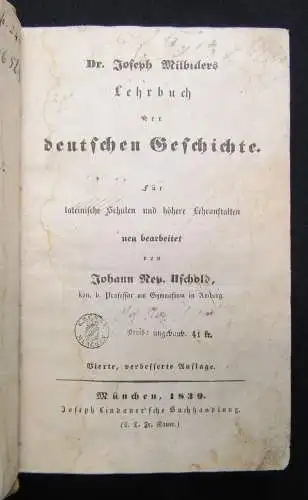 Dr. Joseph Milbillers
Lehrbuch
der
deutschen Geschichte.
Für
lateinische Schulen und höhere Lehranstalten
neu bearbeitet
von
Johann Nep. Uschold,
kön. b. Professor am Gymnasium in Amberg.
Preis: ungebund. 41 kr.
Vierte, verbesserte Auflage.
München, 1839.
Joseph Lindauer'sche Buchhandlung.
(C. T. Fr. Sauer.)